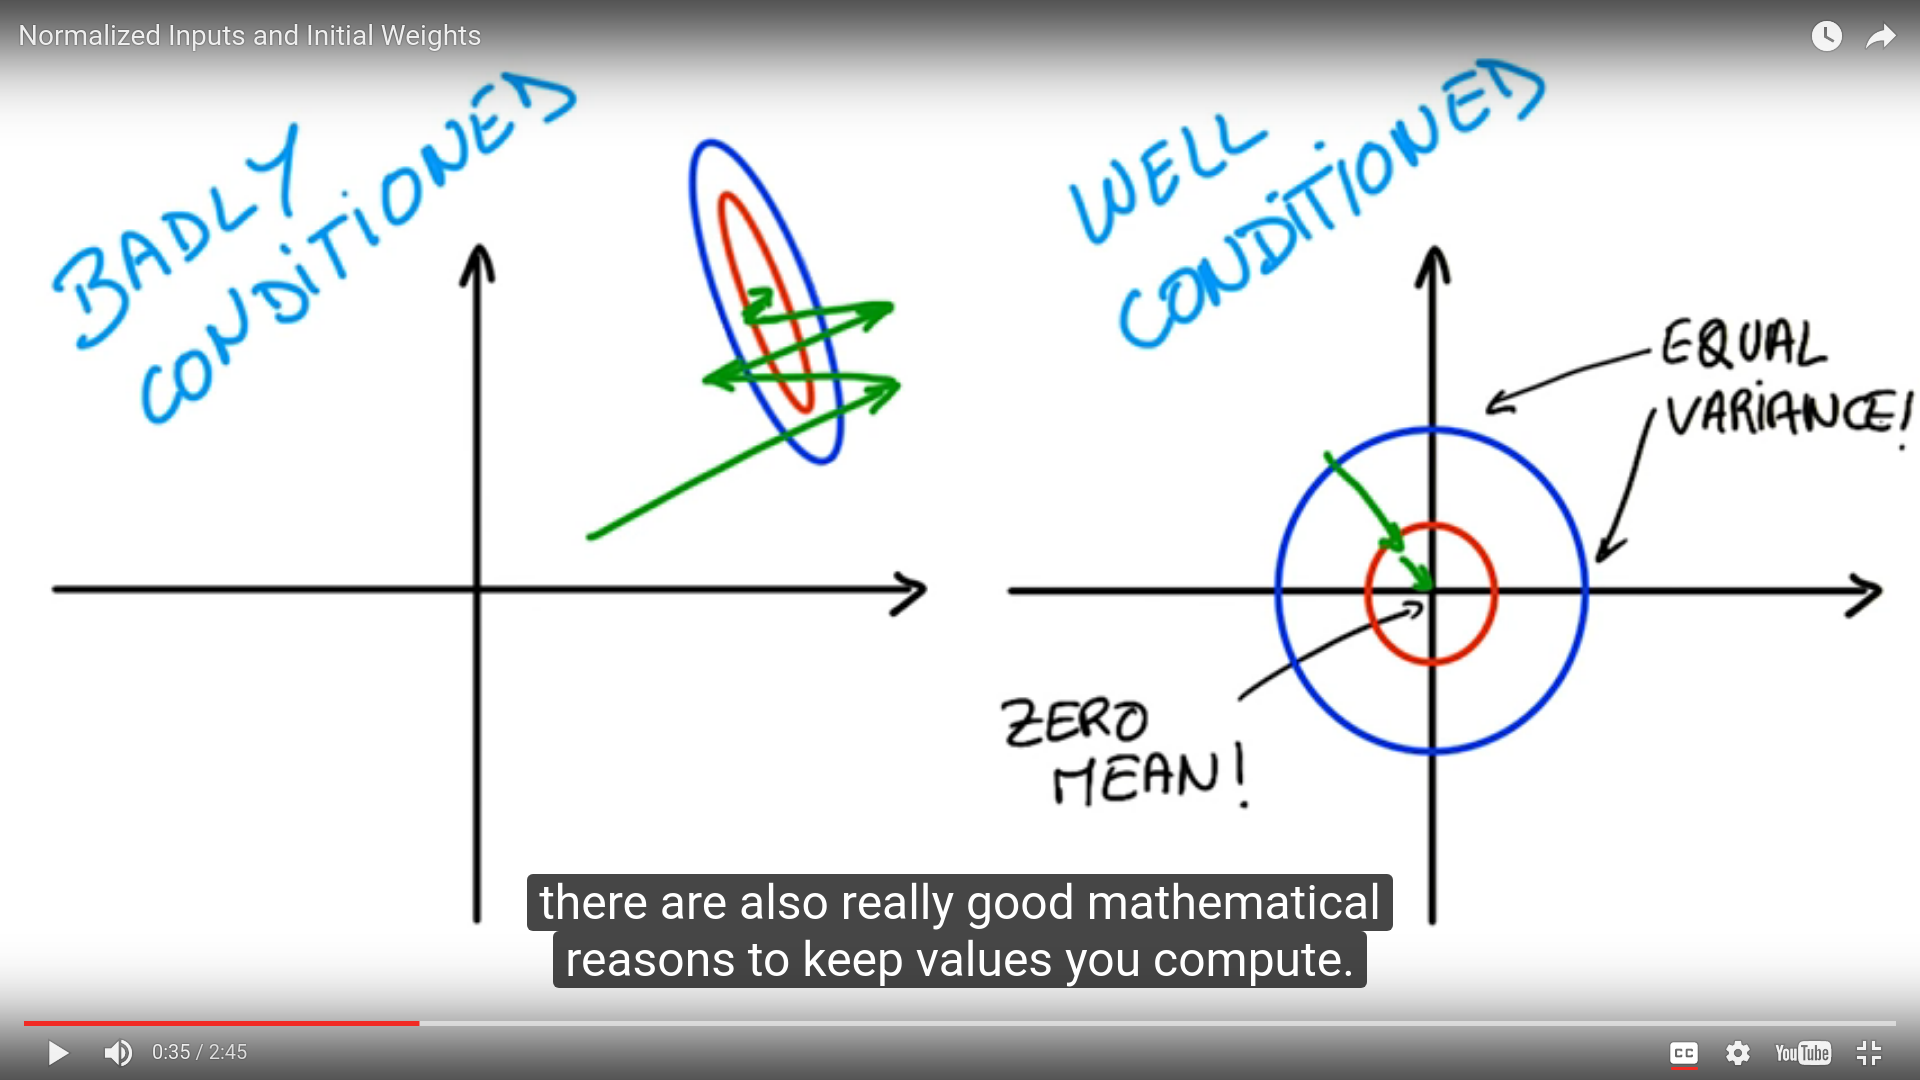 Normalized Inputs and Initial Weights
BADLY
CONDITIONED
WELL
CONDITIONED
EQUAL
VARIANCE!
ZERO
MEAN!
there are also really good mathematical
reasons to keep values you compute.
0:35 / 2:45
CC
YouTube